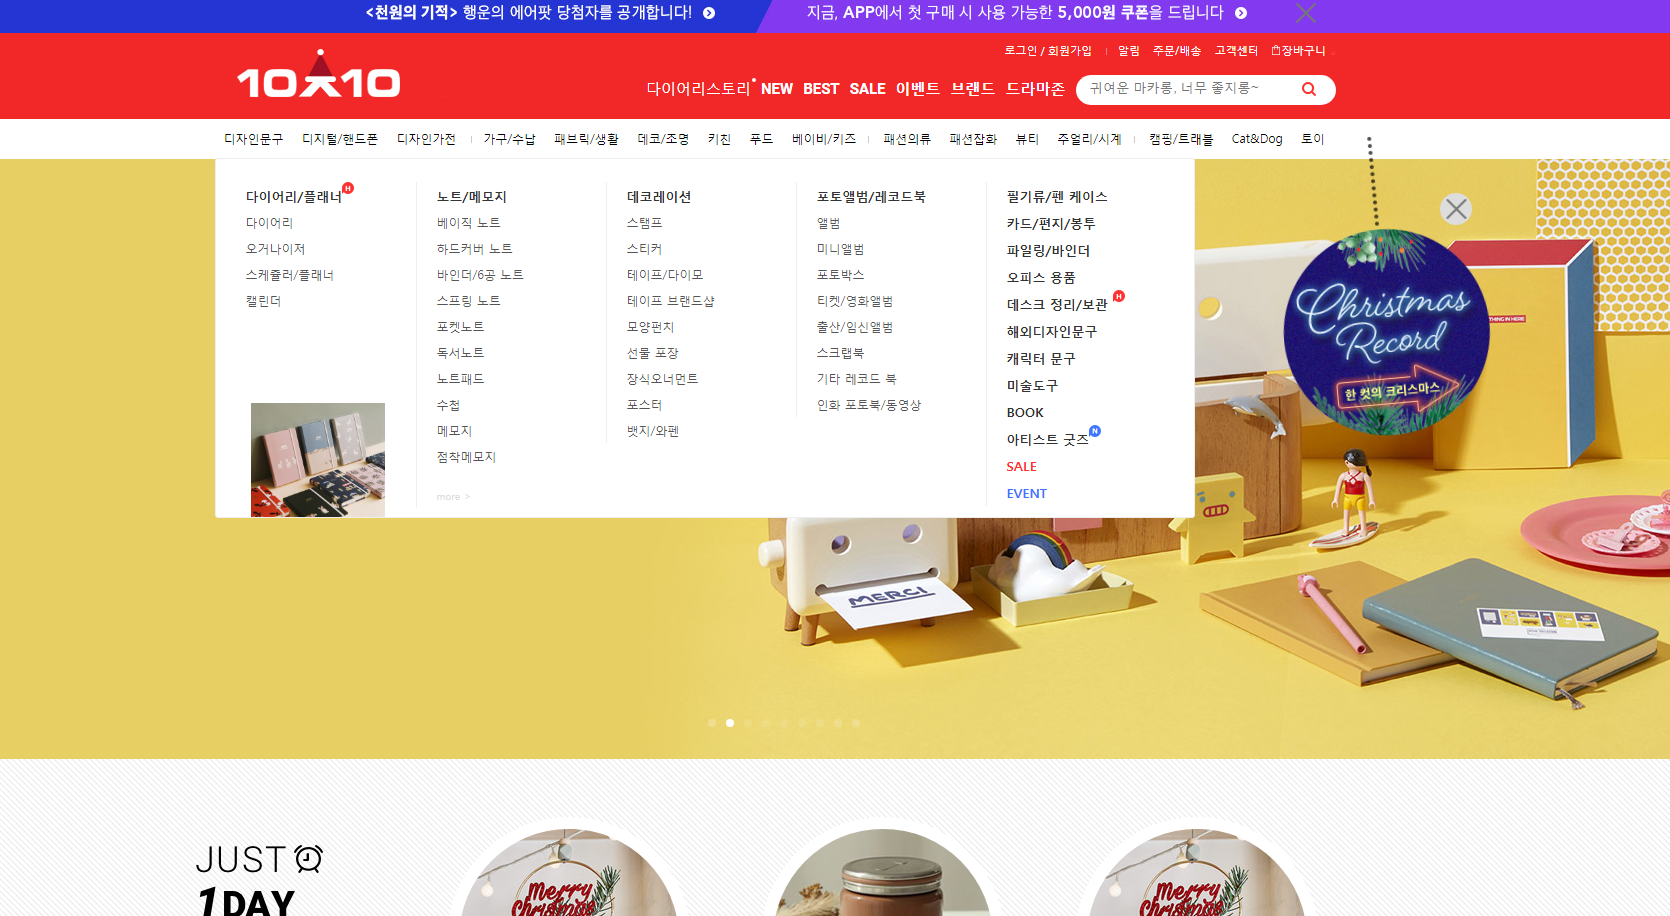 <천원의 기적> 행운의 에어팟 당첨자를 공개합니다!
지금, APP에서 첫 구매 시 사용 가능한 5,000원 쿠폰을 드립니다
로그인 / 회원가입 알림 주문/배송 고객센터 장바구니
10x10
다이어리스토리 NEW BEST SALE 이벤트 브랜드 드라마존
귀여운 마카롱, 너무 좋지롱~
디자인문구 디지털/핸드폰 디자인가전 가구/수납 패브릭/생활 데코/조명 키친 푸드 베이비/키즈 패션의류 패션잡화 뷰티 주얼리/시계 캠핑/트래블 Cat&Dog 토이
다이어리/플래너 H
다이어리
오거나이저
스케쥴러/플래너
캘린더
노트/메모지
베이직 노트
하드커버 노트
바인더/6공 노트
스프링 노트
포켓노트
독서노트
노트패드
수첩
메모지
점착메모지
more >
데코레이션
스탬프
스티커
테이프/다이모
테이프 브랜드샵
모양펀치
선물 포장
장식오너먼트
포스터
뱃지/와펜
포토앨범/레코드북
앨범
미니앨범
포토박스
티켓/영화앨범
출산/임신앨범
스크랩북
기타 레코드 북
인화 포토북/동영상
필기류/펜 케이스
카드/편지/봉투
파일링/바인더
오피스 용품
데스크 정리/보관 H
해외디자인문구
캐릭터 문구
미술도구
BOOK
아티스트 굿즈 N
SALE
EVENT
Christmas
Record
한 컷의 크리스마스
THING IN HERE
MERCI
JUST
1 DAY
Merry
Christmas
Merry
Christmas